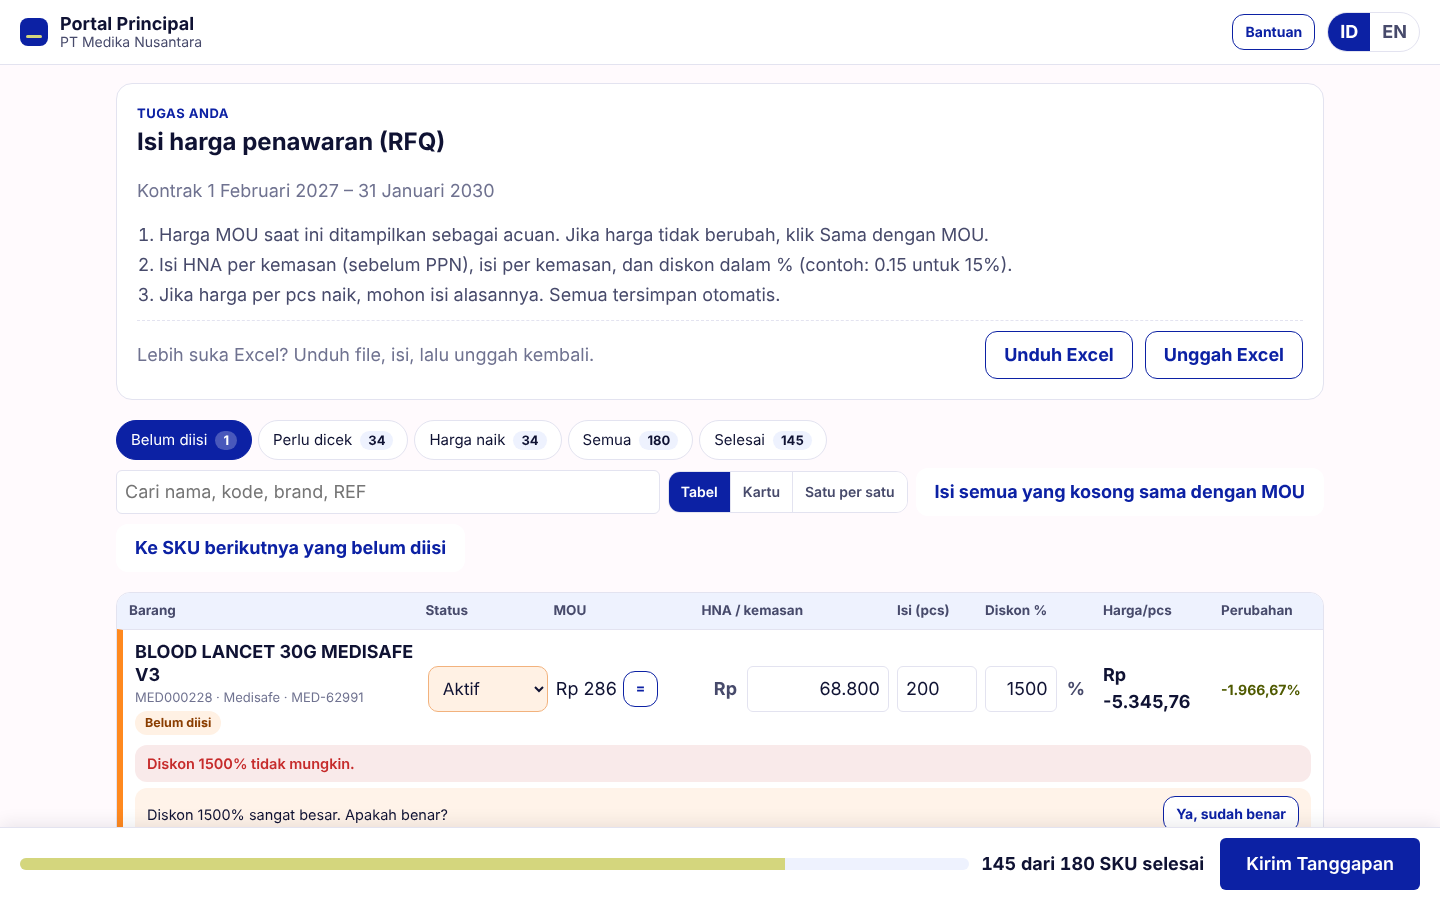 Portal Principal
PT Medika Nusantara
Bantuan
ID
EN
TUGAS ANDA
Isi harga penawaran (RFQ)
Kontrak 1 Februari 2027 – 31 Januari 2030
1. Harga MOU saat ini ditampilkan sebagai acuan. Jika harga tidak berubah, klik Sama dengan MOU.
2. Isi HNA per kemasan (sebelum PPN), isi per kemasan, dan diskon dalam % (contoh: 0.15 untuk 15%).
3. Jika harga per pcs naik, mohon isi alasannya. Semua tersimpan otomatis.
Lebih suka Excel? Unduh file, isi, lalu unggah kembali.
Unduh Excel
Unggah Excel
Belum diisi 1
Perlu dicek 34
Harga naik 34
Semua 180
Selesai 145
Cari nama, kode, brand, REF
Tabel
Kartu
Satu per satu
Isi semua yang kosong sama dengan MOU
Ke SKU berikutnya yang belum diisi
Barang Status MOU HNA / kemasan Isi (pcs) Diskon % Harga/pcs Perubahan
BLOOD LANCET 30G MEDISAFE
V3
MED000228 · Medisafe · MED-62991
Belum diisi
Aktif
Rp 286
=
Rp
68.800
200
1500
%
Rp
-5.345,76
-1.966,67%
Diskon 1500% tidak mungkin.
Diskon 1500% sangat besar. Apakah benar?
Ya, sudah benar
145 dari 180 SKU selesai
Kirim Tanggapan